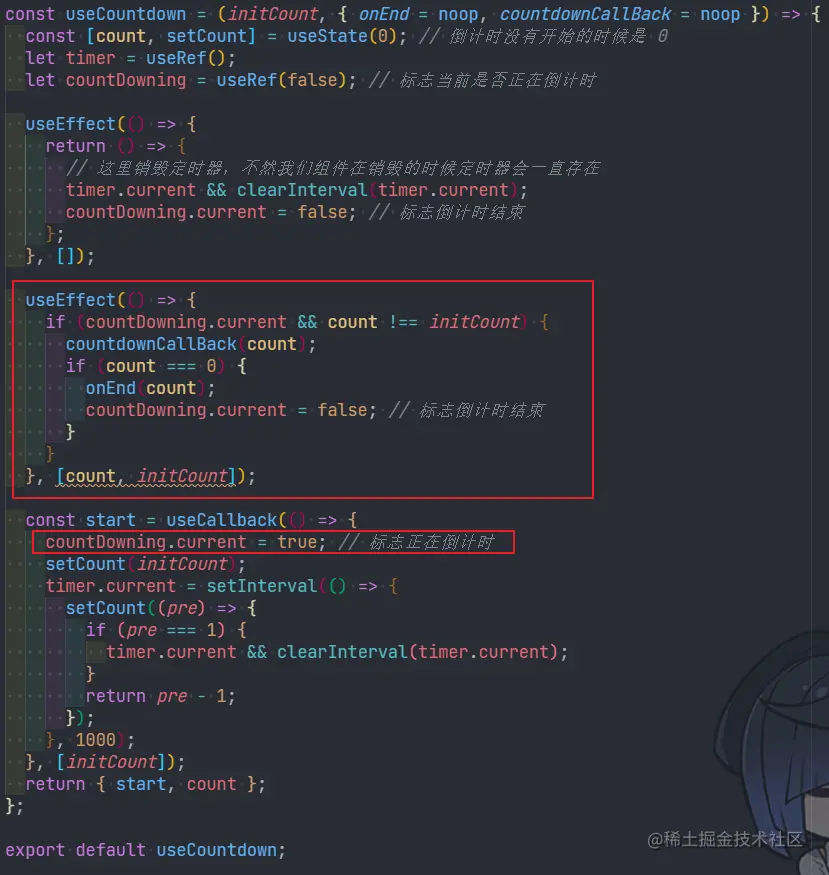 const useCountdown = (initCount, { onEnd = noop, countdownCallBack = noop }) => {
const [count, setCount] = useState(0); // 倒计时没有开始的时候是 0
let timer = useRef();
let countDowning = useRef(false); // 标志当前是否正在倒计时
useEffect(() => {
return () => {
// 这里销毁定时器，不然我们组件在销毁的时候定时器会一直存在
timer.current && clearInterval(timer.current);
countDowning.current = false; // 标志倒计时结束
};
}, []);
useEffect(() => {
if (countDowning.current && count !== initCount) {
countdownCallBack(count);
if (count === 0) {
onEnd(count);
countDowning.current = false; // 标志倒计时结束
}
}
}, [count, initCount]);
const start = useCallback(() => {
countDowning.current = true; // 标志正在倒计时
setCount(initCount);
timer.current = setInterval(() => {
setCount((pre) => {
if (pre === 1) {
timer.current && clearInterval(timer.current);
}
return pre - 1;
});
}, 1000);
}, [initCount]);
return { start, count };
};
export default useCountdown;
@稀土掘金技术社区